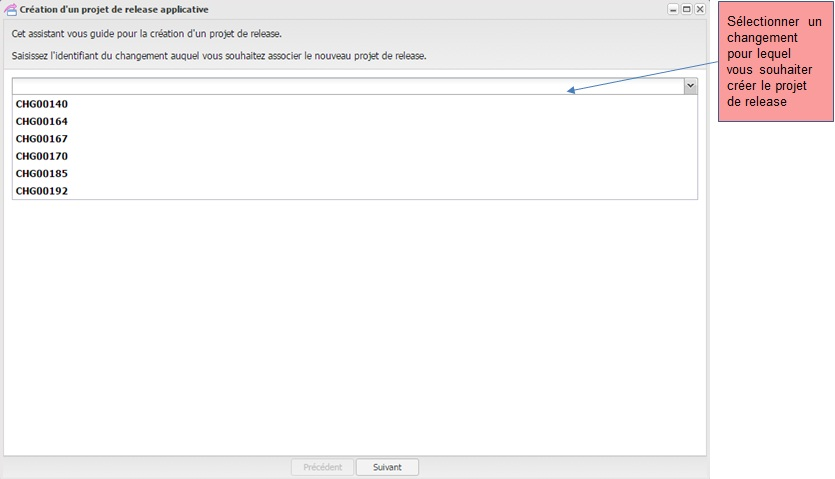 Création d'un projet de release applicative
Cet assistant vous guide pour la création d'un projet de release.
Saisissez l'identifiant du changement auquel vous souhaitez associer le nouveau projet de release.
CHG00140
CHG00164
CHG00167
CHG00170
CHG00185
CHG00192
Précédent
Suivant
Sélectionner un
changement
pour lequel
vous souhaiter
créer le projet
de release